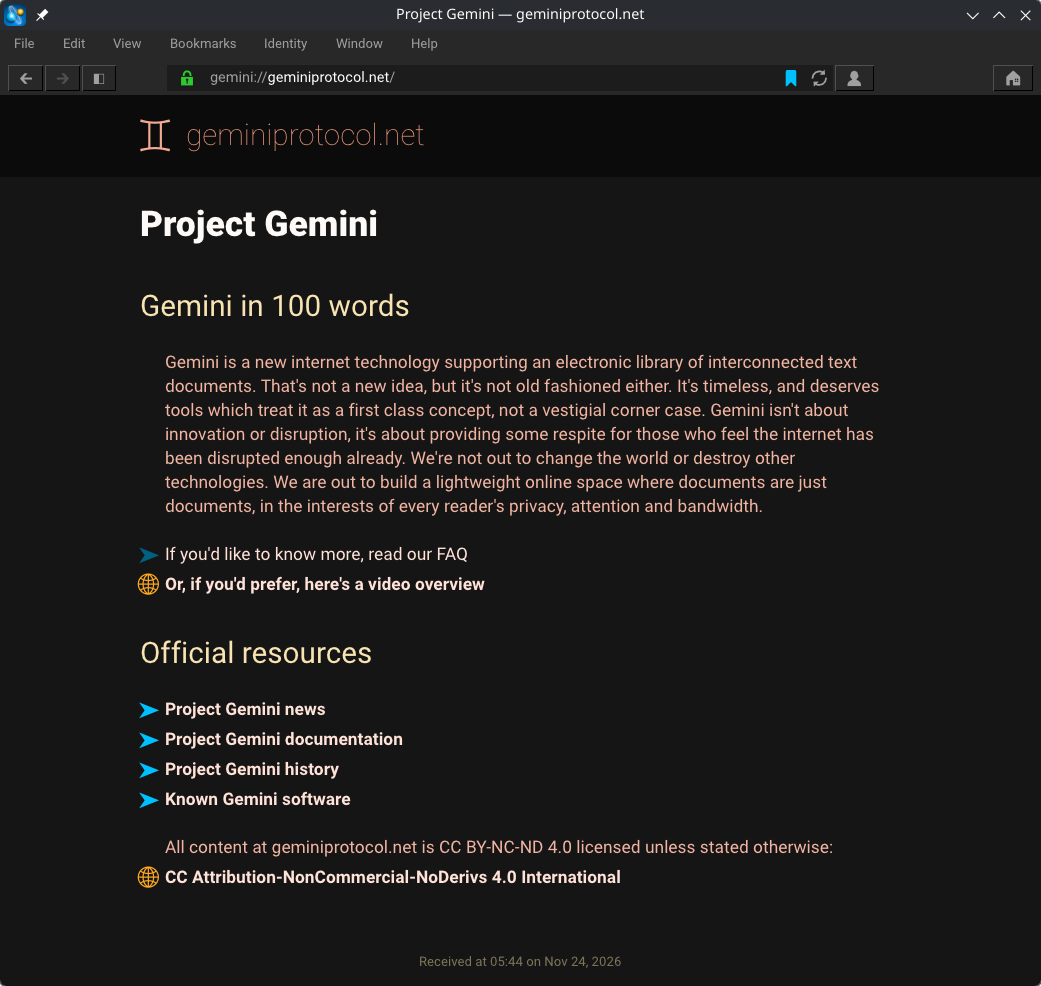 Project Gemini — geminiprotocol.net
File Edit View Bookmarks Identity Window Help
gemini://geminiprotocol.net/
geminiprotocol.net
Project Gemini
Gemini in 100 words
Gemini is a new internet technology supporting an electronic library of interconnected text
documents. That's not a new idea, but it's not old fashioned either. It's timeless, and deserves
tools which treat it as a first class concept, not a vestigial corner case. Gemini isn't about
innovation or disruption, it's about providing some respite for those who feel the internet has
been disrupted enough already. We're not out to change the world or destroy other
technologies. We are out to build a lightweight online space where documents are just
documents, in the interests of every reader's privacy, attention and bandwidth.
If you'd like to know more, read our FAQ
Or, if you'd prefer, here's a video overview
Official resources
Project Gemini news
Project Gemini documentation
Project Gemini history
Known Gemini software
All content at geminiprotocol.net is CC BY-NC-ND 4.0 licensed unless stated otherwise:
CC Attribution-NonCommercial-NoDerivs 4.0 International
Received at 05:44 on Nov 24, 2026